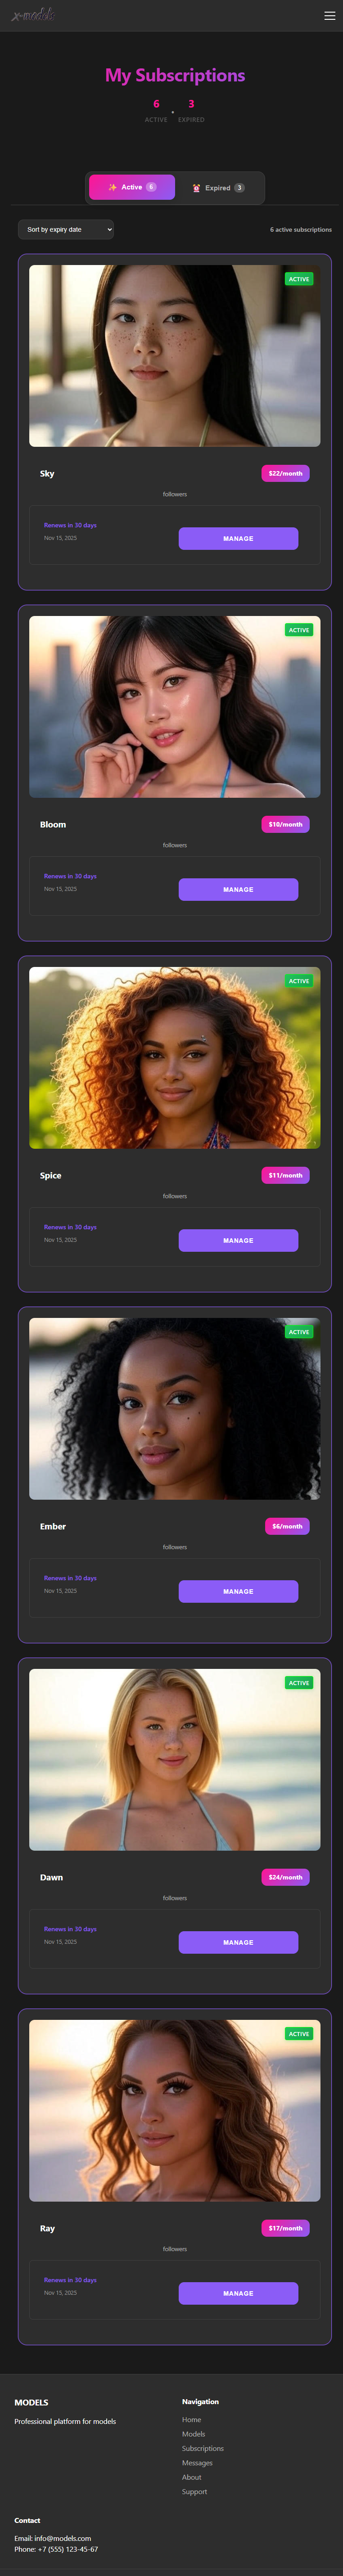 x-models
My Subscriptions
6 3
ACTIVE • EXPIRED
✨ Active 6 ⏰ Expired 3
Sort by expiry date 6 active subscriptions
ACTIVE
Sky $22/month
followers
Renews in 30 days
Nov 15, 2025
MANAGE
ACTIVE
Bloom $10/month
followers
Renews in 30 days
Nov 15, 2025
MANAGE
ACTIVE
Spice $11/month
followers
Renews in 30 days
Nov 15, 2025
MANAGE
ACTIVE
Ember $6/month
followers
Renews in 30 days
Nov 15, 2025
MANAGE
ACTIVE
Dawn $24/month
followers
Renews in 30 days
Nov 15, 2025
MANAGE
ACTIVE
Ray $17/month
followers
Renews in 30 days
Nov 15, 2025
MANAGE
MODELS
Professional platform for models
Navigation
Home
Models
Subscriptions
Messages
About
Support
Contact
Email: info@models.com
Phone: +7 (555) 123-45-67